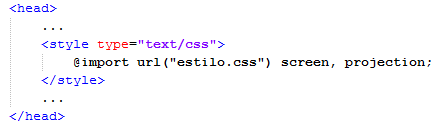 <head>
...
<style type="text/css">
@import url("estilo.css") screen, projection;
</style>
...
</head>